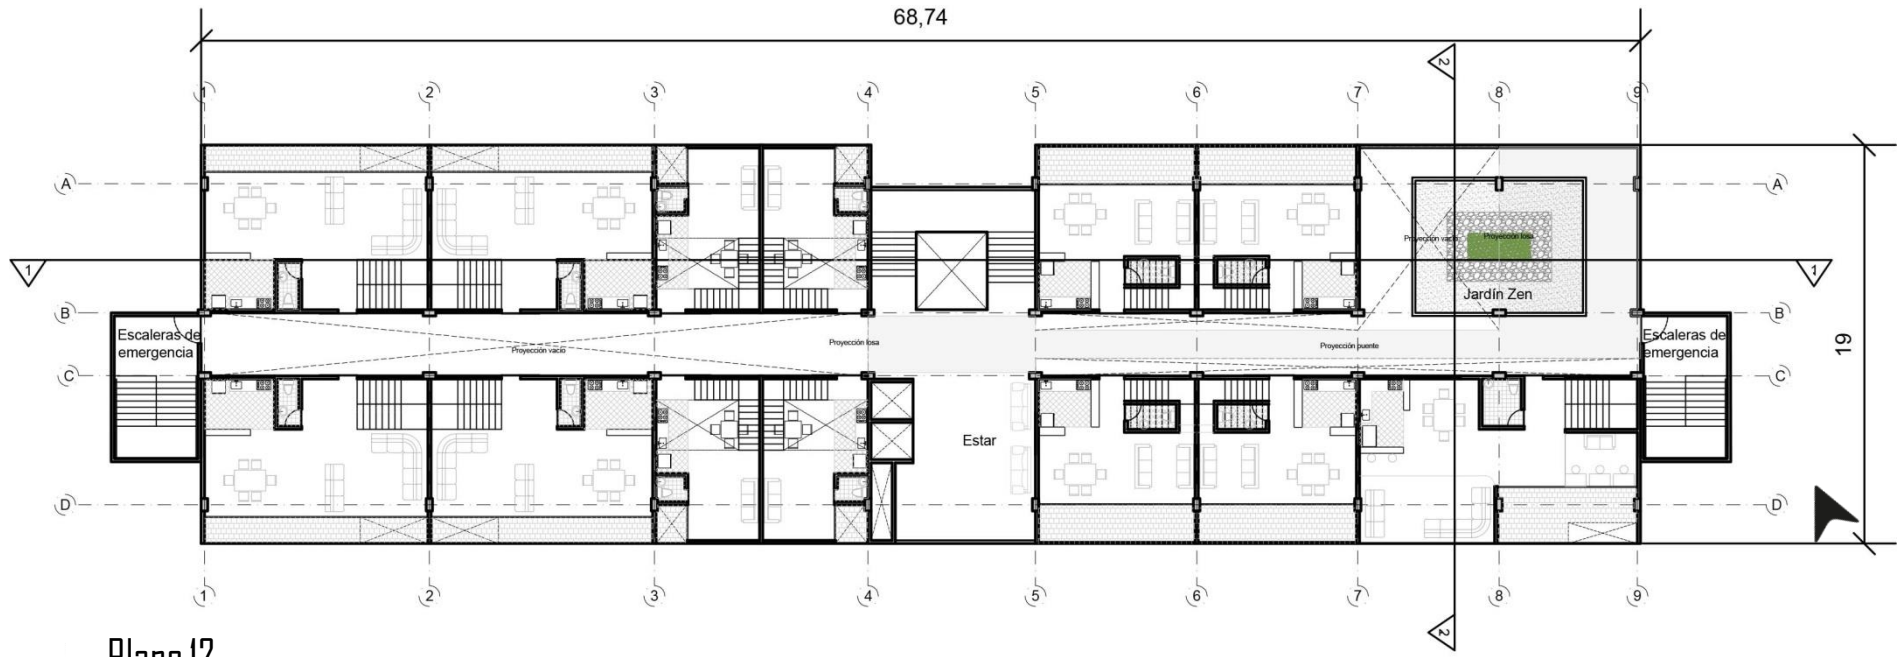 68,74
2
1 2 3 4 5 6 7 8 9
A A
Proyección vacío Proyección losa
1 1
Jardín Zen
B B
Escaleras de
emergencia
Proyección vacío
Proyección losa
Proyección puente
Escaleras de
emergencia
19
C C
Estar
D D
1 2 3 4 5 6 7 8 9
2
Plano 12